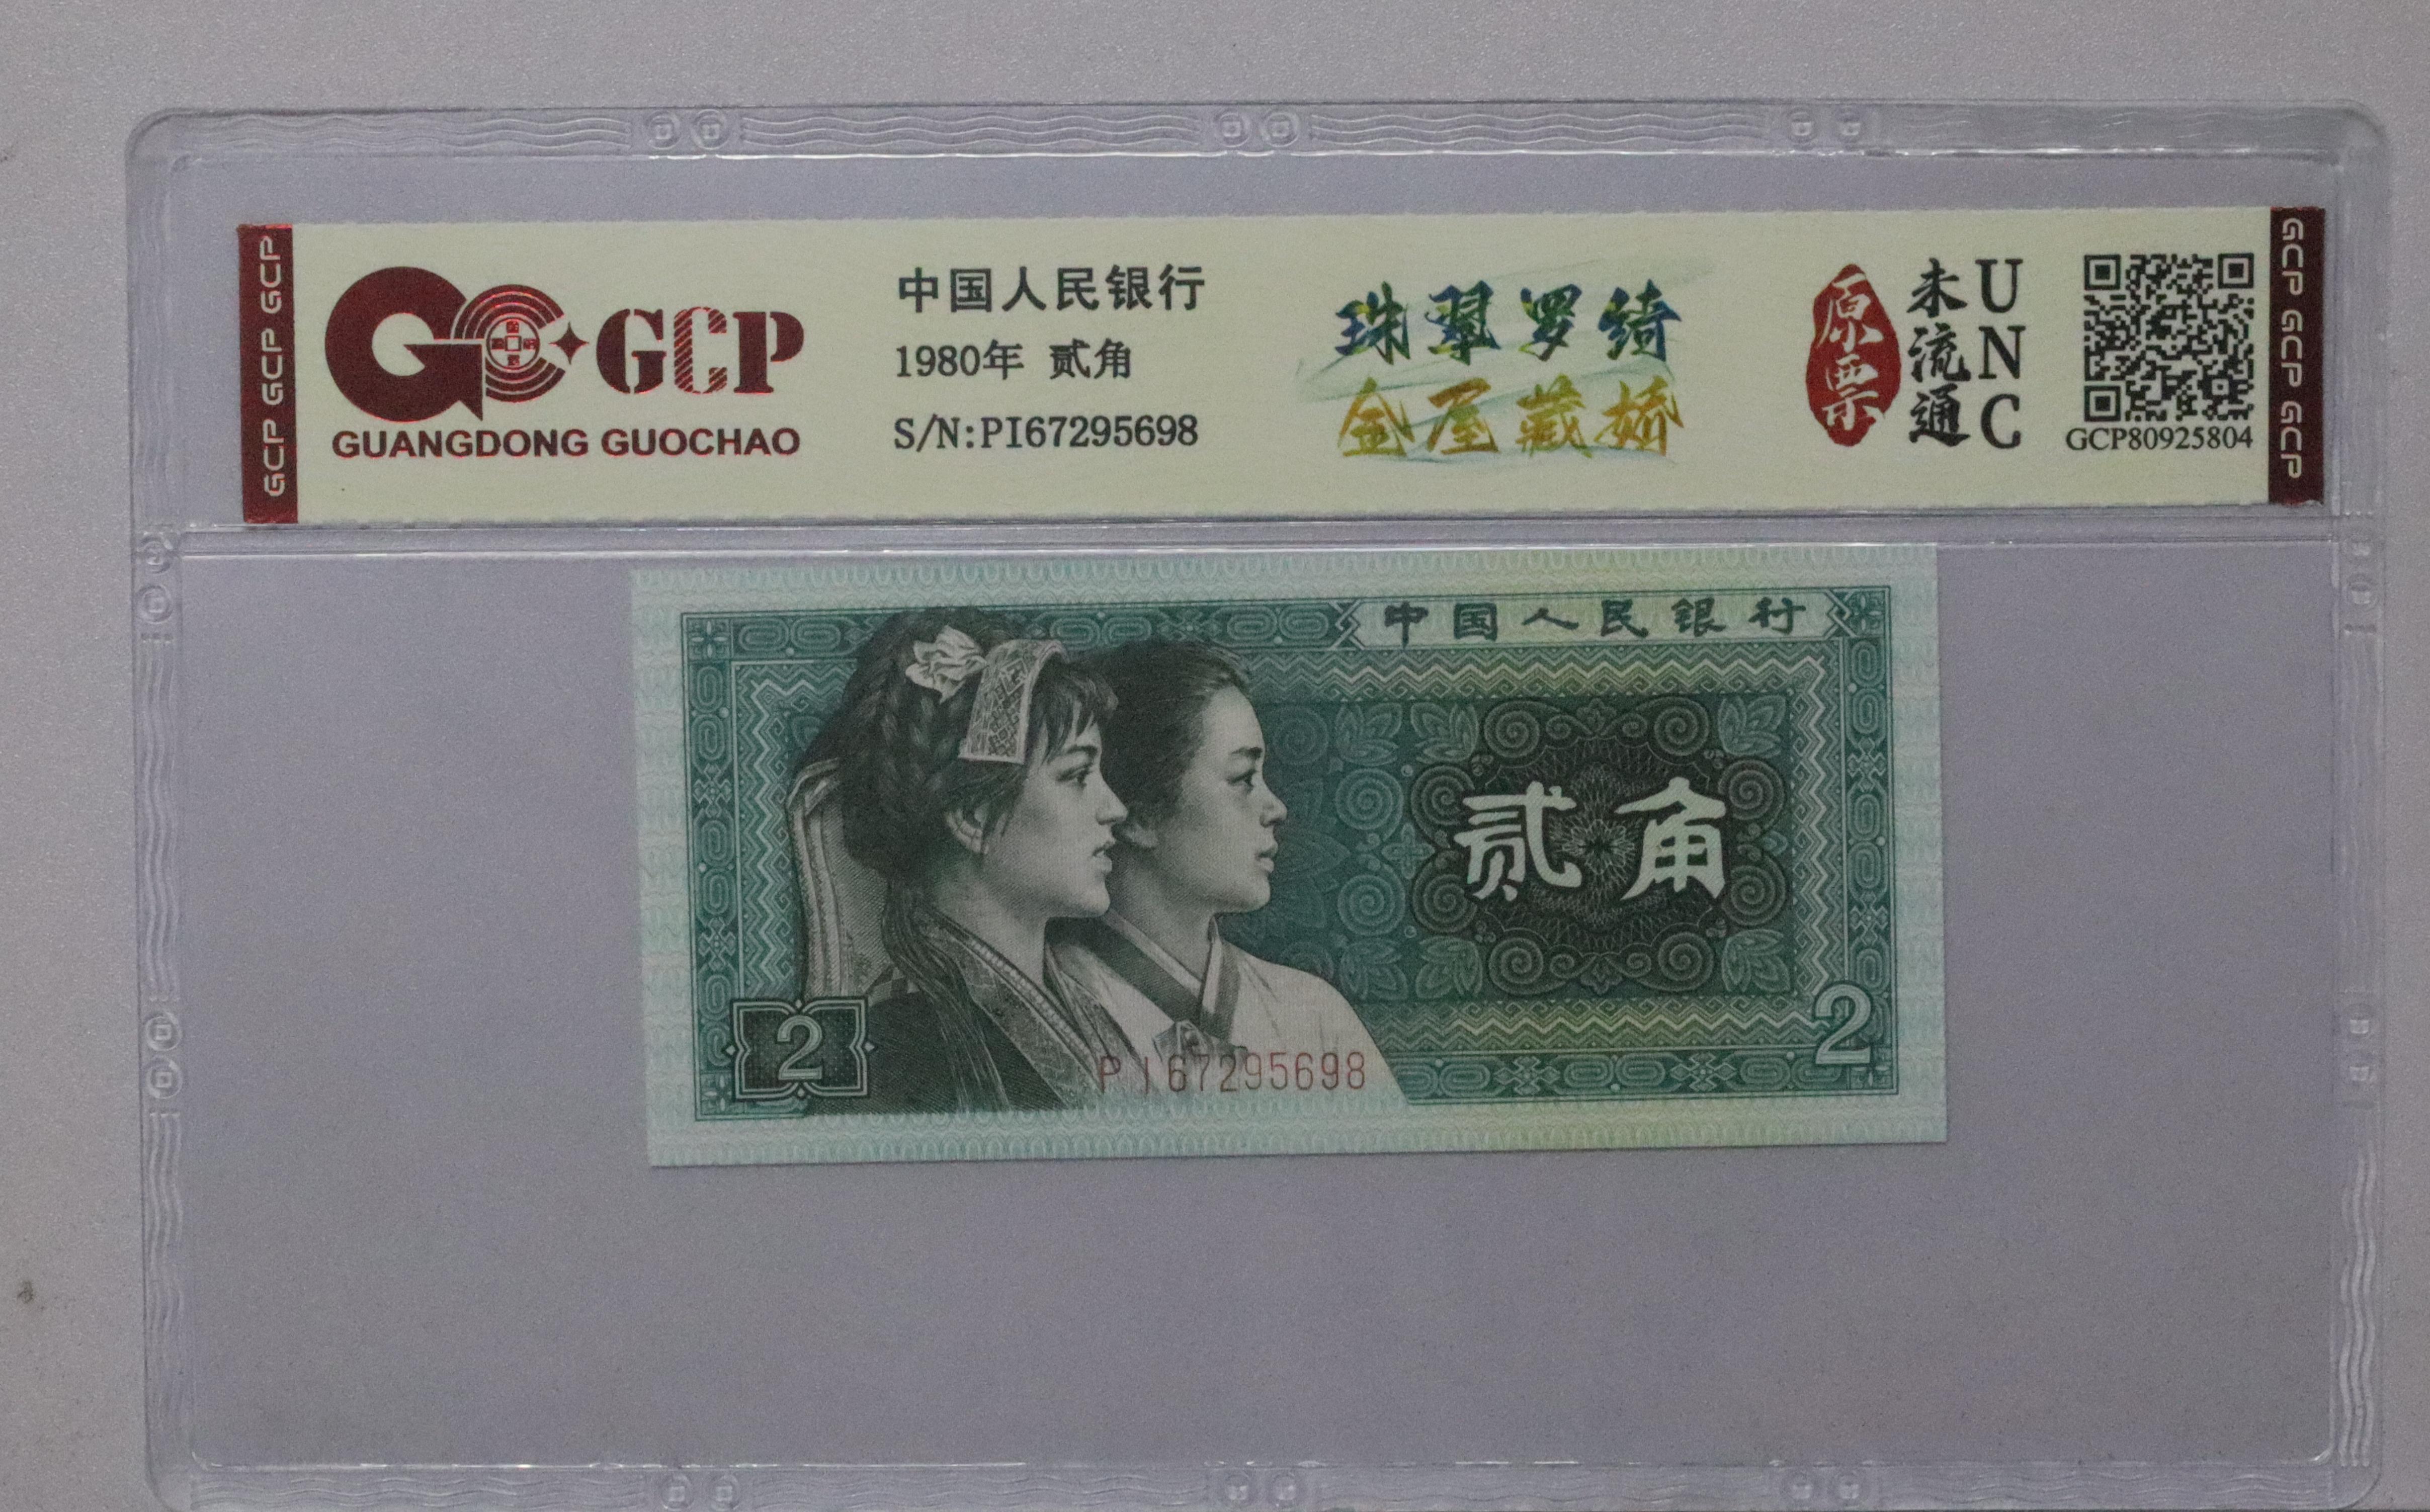 GCP GCP GCP
GCP
GUANGDONG GUOCHAO
中国人民银行
1980年 贰角
S/N:PI67295698
珠翠罗绮
金屋藏娇
原票
未流通
UNC
GCP80925804
GCP GCP GCP
中国人民银行
贰角
2
2
PI67295698